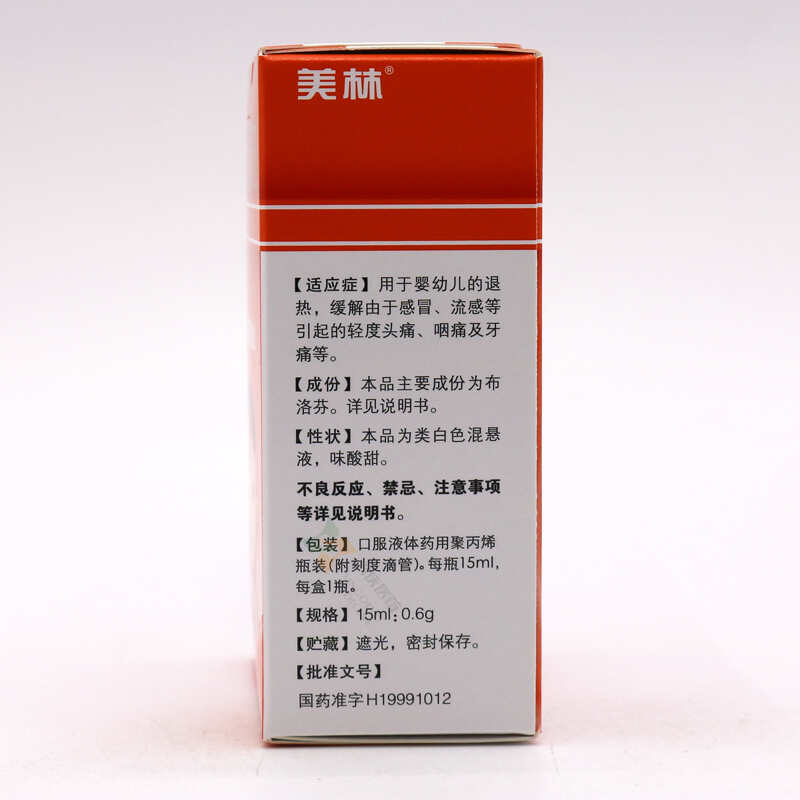 美林®
【适应症】用于婴幼儿的退
热，缓解由于感冒、流感等
引起的轻度头痛、咽痛及牙
痛等。
【成份】本品主要成份为布
洛芬。详见说明书。
【性状】本品为类白色混悬
液，味酸甜。
不良反应、禁忌、注意事项
等详见说明书。
【包装】口服液体药用聚丙烯
瓶装(附刻度滴管)。每瓶15ml，
每盒1瓶。
【规格】15ml:0.6g
【贮藏】遮光，密封保存。
【批准文号】
国药准字H19991012